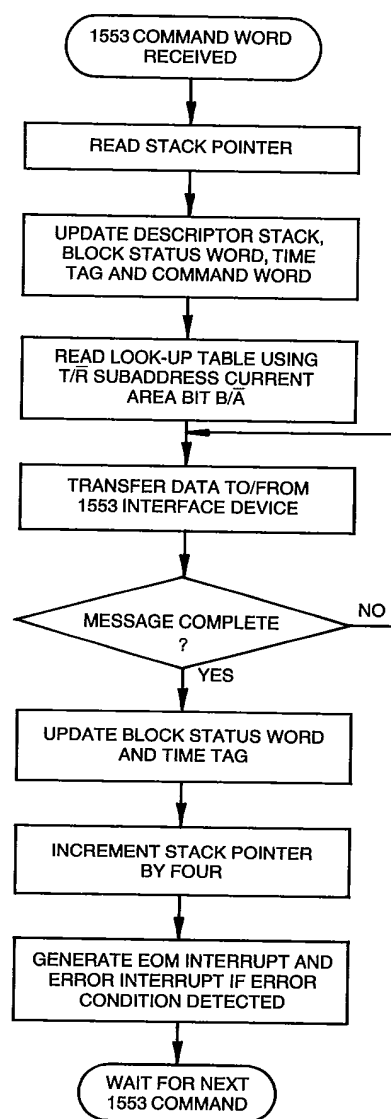 1553 COMMAND WORD
RECEIVED
READ STACK POINTER
UPDATE DESCRIPTOR STACK,
BLOCK STATUS WORD, TIME
TAG AND COMMAND WORD
READ LOOK-UP TABLE USING
T/R̅ SUBADDRESS CURRENT
AREA BIT B/A̅
TRANSFER DATA TO/FROM
1553 INTERFACE DEVICE
MESSAGE COMPLETE
?
NO
YES
UPDATE BLOCK STATUS WORD
AND TIME TAG
INCREMENT STACK POINTER
BY FOUR
GENERATE EOM INTERRUPT AND
ERROR INTERRUPT IF ERROR
CONDITION DETECTED
WAIT FOR NEXT
1553 COMMAND